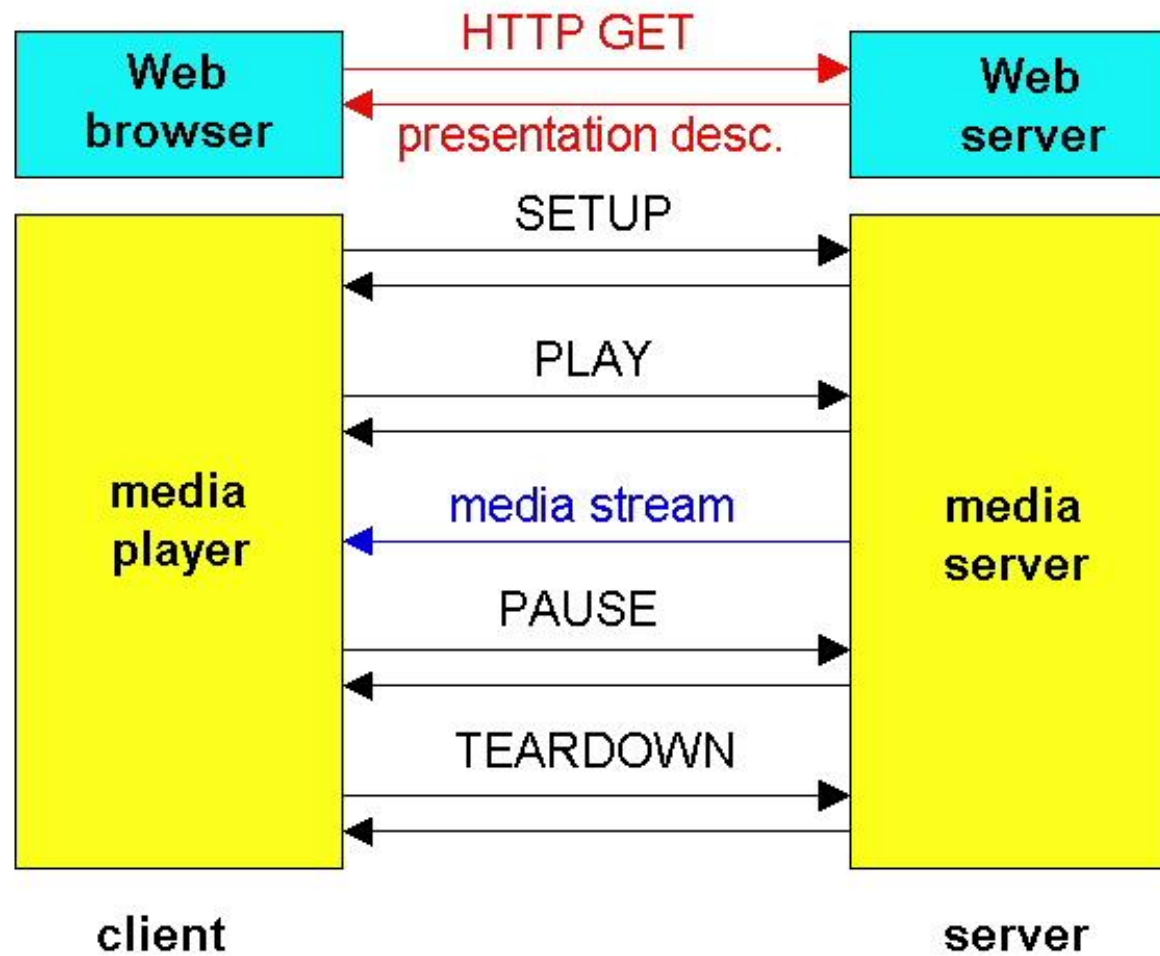 HTTP GET
Web
browser
Web
server
presentation desc.
SETUP
PLAY
media
player
media stream
media
server
PAUSE
TEARDOWN
client
server